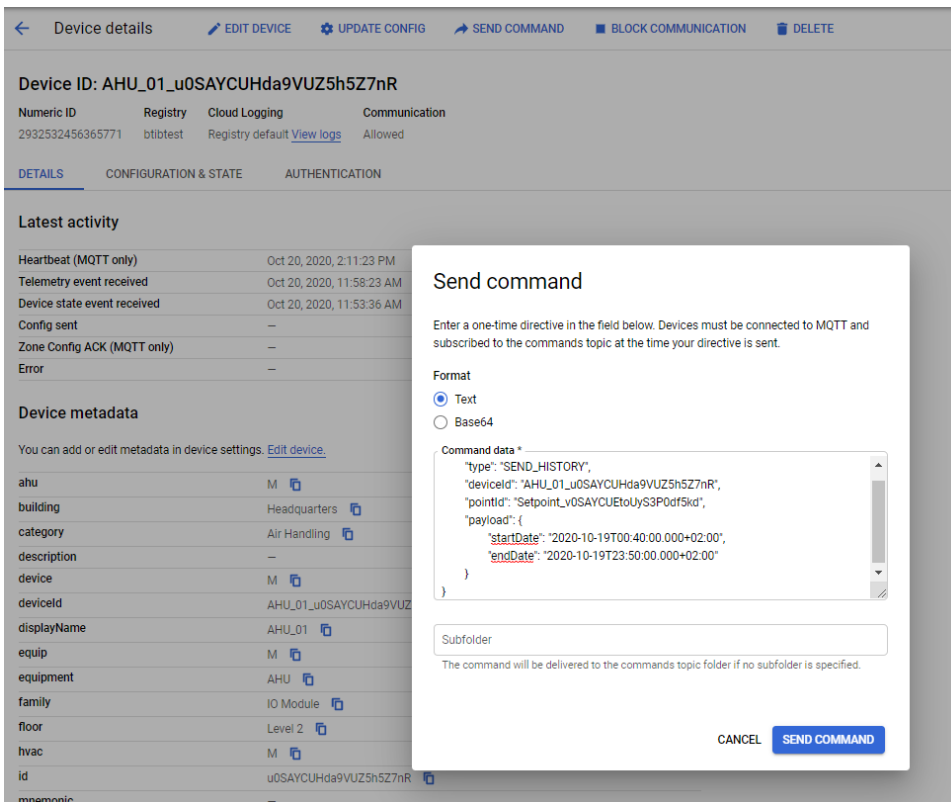 Device details EDIT DEVICE UPDATE CONFIG SEND COMMAND BLOCK COMMUNICATION DELETE
Device ID: AHU_01_u0SAYCUHda9VUZ5h5Z7nR
Numeric ID Registry Cloud Logging Communication
2932532456365771 btibtest Registry default View logs Allowed
DETAILS CONFIGURATION & STATE AUTHENTICATION
Latest activity
Heartbeat (MQTT only) Oct 20, 2020, 2:11:23 PM
Telemetry event received Oct 20, 2020, 11:58:23 AM
Device state event received Oct 20, 2020, 11:53:36 AM
Config sent –
Zone Config ACK (MQTT only) –
Error –
Device metadata
You can add or edit metadata in device settings. Edit device.
ahu M
building Headquarters
category Air Handling
description –
device M
deviceId AHU_01_u0SAYCUHda9VUZ
displayName AHU_01
equip M
equipment AHU
family IO Module
floor Level 2
hvac M
id u0SAYCUHda9VUZ5h5Z7nR
mnemonic –
Send command
Enter a one-time directive in the field below. Devices must be connected to MQTT and
subscribed to the commands topic at the time your directive is sent.
Format
Text
Base64
Command data *
"type": "SEND_HISTORY",
"deviceId": "AHU_01_u0SAYCUHda9VUZ5h5Z7nR",
"pointId": "Setpoint_v0SAYCUEtoUyS3P0df5kd",
"payload": {
"startDate": "2020-10-19T00:40:00.000+02:00",
"endDate": "2020-10-19T23:50:00.000+02:00"
}
}
Subfolder
The command will be delivered to the commands topic folder if no subfolder is specified.
CANCEL SEND COMMAND